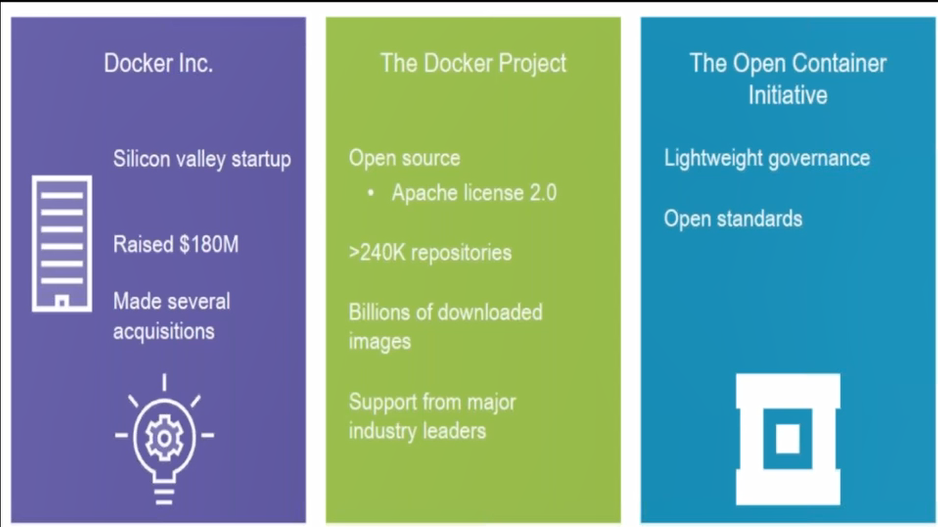 Docker Inc.
Silicon valley startup
Raised $180M
Made several
acquisitions
The Docker Project
Open source
• Apache license 2.0
>240K repositories
Billions of downloaded
images
Support from major
industry leaders
The Open Container
Initiative
Lightweight governance
Open standards